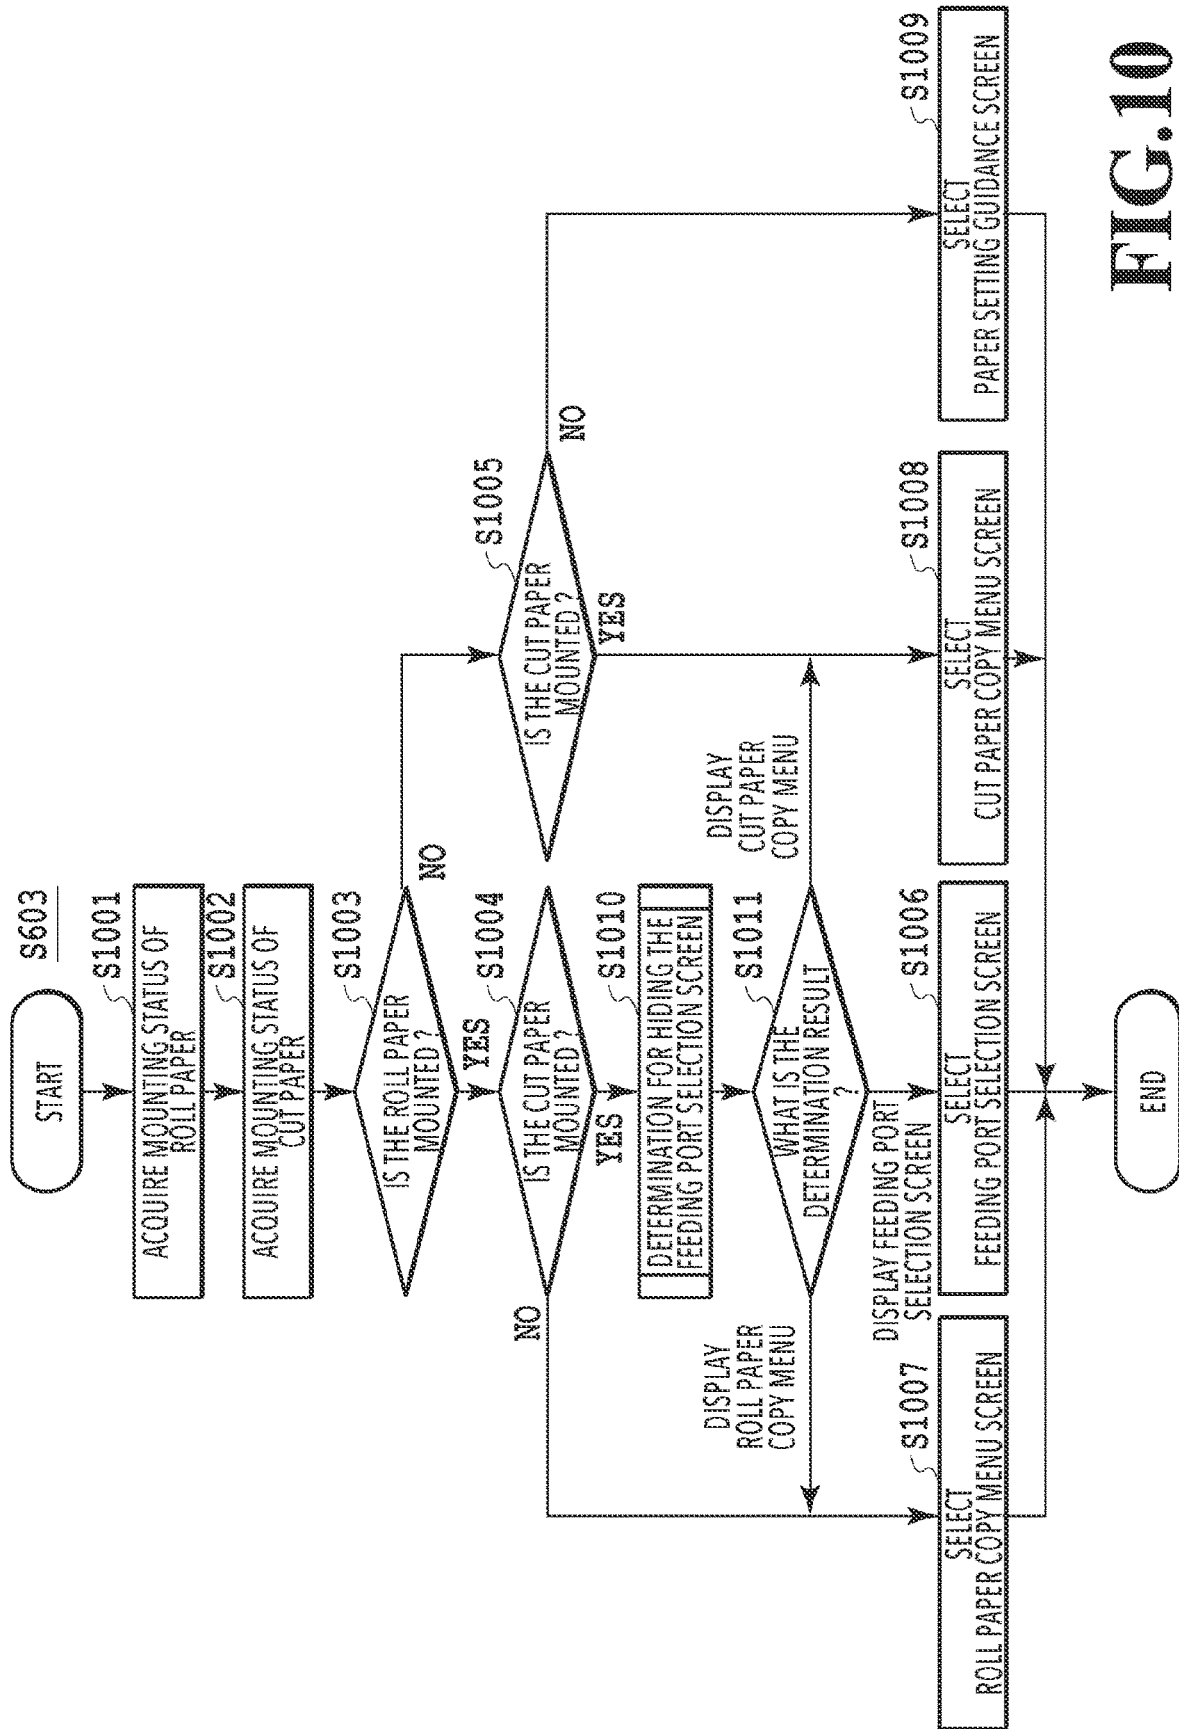 S603
START
S1001
ACQUIRE MOUNTING STATUS OF
ROLL PAPER
S1002
ACQUIRE MOUNTING STATUS OF
CUT PAPER
S1003
IS THE ROLL PAPER
MOUNTED ?
NO
YES
S1004
IS THE CUT PAPER
MOUNTED ?
NO
YES
S1005
IS THE CUT PAPER
MOUNTED ?
NO
YES
S1010
DETERMINATION FOR HIDING THE
FEEDING PORT SELECTION SCREEN
S1011
WHAT IS THE
DETERMINATION RESULT
?
DISPLAY
ROLL PAPER
COPY MENU
DISPLAY
CUT PAPER
COPY MENU
DISPLAY FEEDING PORT
SELECTION SCREEN
S1007
SELECT
ROLL PAPER COPY MENU SCREEN
S1006
SELECT
FEEDING PORT SELECTION SCREEN
S1008
SELECT
CUT PAPER COPY MENU SCREEN
S1009
SELECT
PAPER SETTING GUIDANCE SCREEN
END
FIG.10